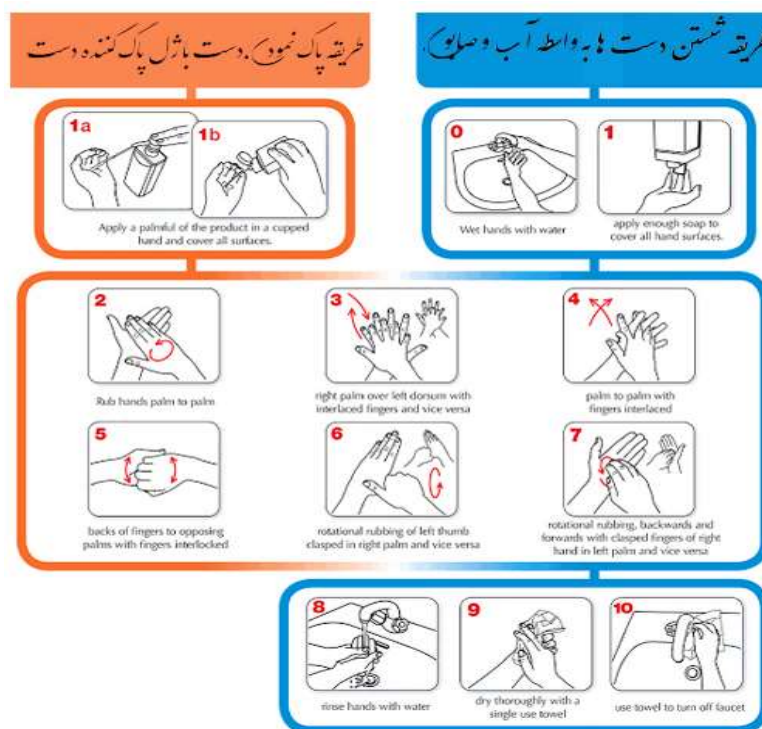 طریقه پاک نمودن دست با ژل پاک کننده دست
طریقه شستن دست ها به واسطه آب و صابون
1a
1b
Apply a palmful of the product in a cupped
hand and cover all surfaces.
0
Wet hands with water
1
apply enough soap to
cover all hand surfaces.
2
Rub hands palm to palm
3
right palm over left dorsum with
interlaced fingers and vice versa
4
palm to palm with
fingers interlaced
5
backs of fingers to opposing
palms with fingers interlocked
6
rotational rubbing of left thumb
clasped in right palm and vice versa
7
rotational rubbing, backwards and
forwards with clasped fingers of right
hand in left palm and vice versa
8
rinse hands with water
9
dry thoroughly with a
single use towel
10
use towel to turn off faucet